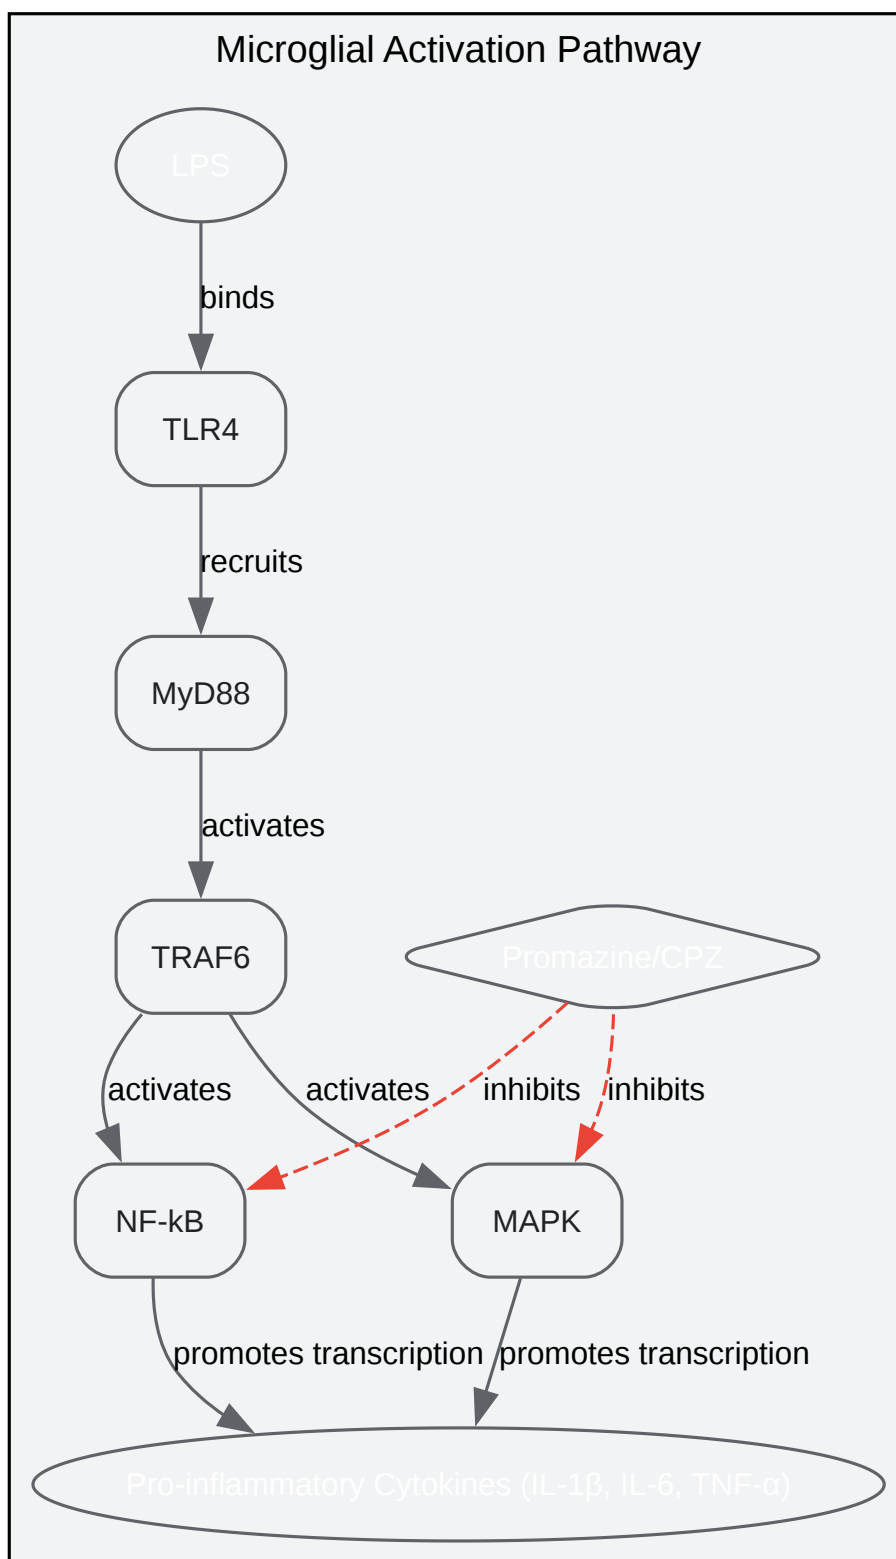 Microglial Activation Pathway
LPS
binds
TLR4
recruits
MyD88
activates
TRAF6
Promazine/CPZ
activates
activates
inhibits
inhibits
NF-kB
MAPK
promotes transcription
promotes transcription
Pro-inflammatory Cytokines (IL-1β, IL-6, TNF-α)